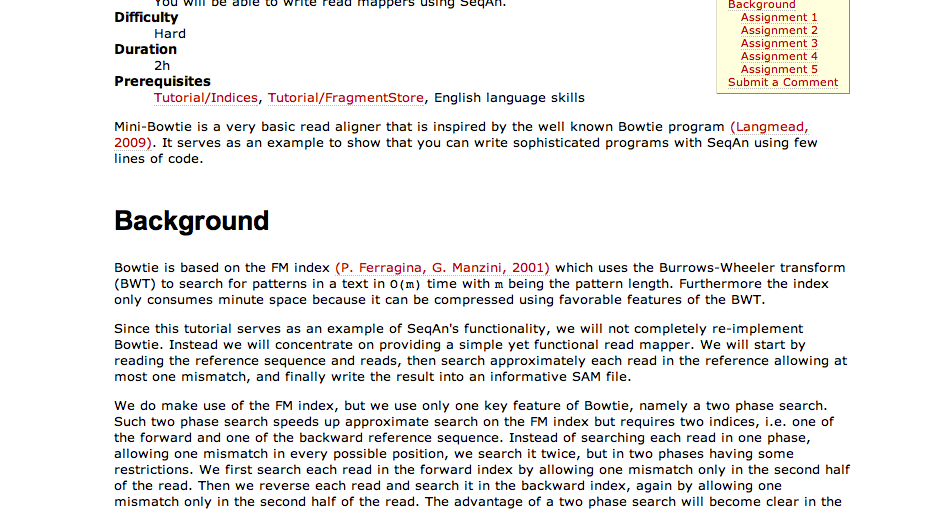 You will be able to write read mappers using SeqAn.
Difficulty
Hard
Duration
2h
Prerequisites
Tutorial/Indices, Tutorial/FragmentStore, English language skills
Background
Assignment 1
Assignment 2
Assignment 3
Assignment 4
Assignment 5
Submit a Comment
Mini-Bowtie is a very basic read aligner that is inspired by the well known Bowtie program (Langmead,
2009). It serves as an example to show that you can write sophisticated programs with SeqAn using few
lines of code.
Background
Bowtie is based on the FM index (P. Ferragina, G. Manzini, 2001) which uses the Burrows-Wheeler transform
(BWT) to search for patterns in a text in O(m) time with m being the pattern length. Furthermore the index
only consumes minute space because it can be compressed using favorable features of the BWT.
Since this tutorial serves as an example of SeqAn's functionality, we will not completely re-implement
Bowtie. Instead we will concentrate on providing a simple yet functional read mapper. We will start by
reading the reference sequence and reads, then search approximately each read in the reference allowing at
most one mismatch, and finally write the result into an informative SAM file.
We do make use of the FM index, but we use only one key feature of Bowtie, namely a two phase search.
Such two phase search speeds up approximate search on the FM index but requires two indices, i.e. one of
the forward and one of the backward reference sequence. Instead of searching each read in one phase,
allowing one mismatch in every possible position, we search it twice, but in two phases having some
restrictions. We first search each read in the forward index by allowing one mismatch only in the second half
of the read. Then we reverse each read and search it in the backward index, again by allowing one
mismatch only in the second half of the read. The advantage of a two phase search will become clear in the